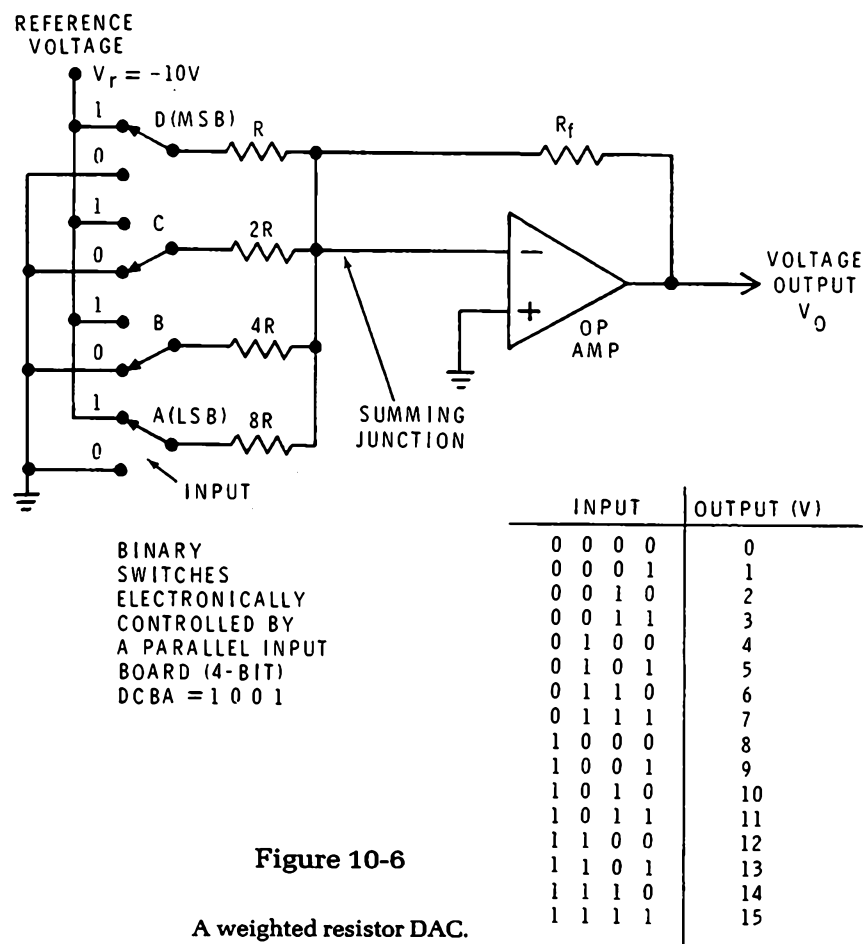 REFERENCE
VOLTAGE
Vr = -10V
1
D(MSB)
R
Rf
0
1
C
2R
0
VOLTAGE
OUTPUT
VO
1
B
4R
0
−
+
OP
AMP
1
A(LSB)
8R
0
SUMMING
JUNCTION
INPUT
BINARY
SWITCHES
ELECTRONICALLY
CONTROLLED BY
A PARALLEL INPUT
BOARD (4-BIT)
DCBA = 1 0 0 1
INPUT OUTPUT (V)
0 0 0 0 0
0 0 0 1 1
0 0 1 0 2
0 0 1 1 3
0 1 0 0 4
0 1 0 1 5
0 1 1 0 6
0 1 1 1 7
1 0 0 0 8
1 0 0 1 9
1 0 1 0 10
1 0 1 1 11
1 1 0 0 12
1 1 0 1 13
1 1 1 0 14
1 1 1 1 15
Figure 10-6
A weighted resistor DAC.